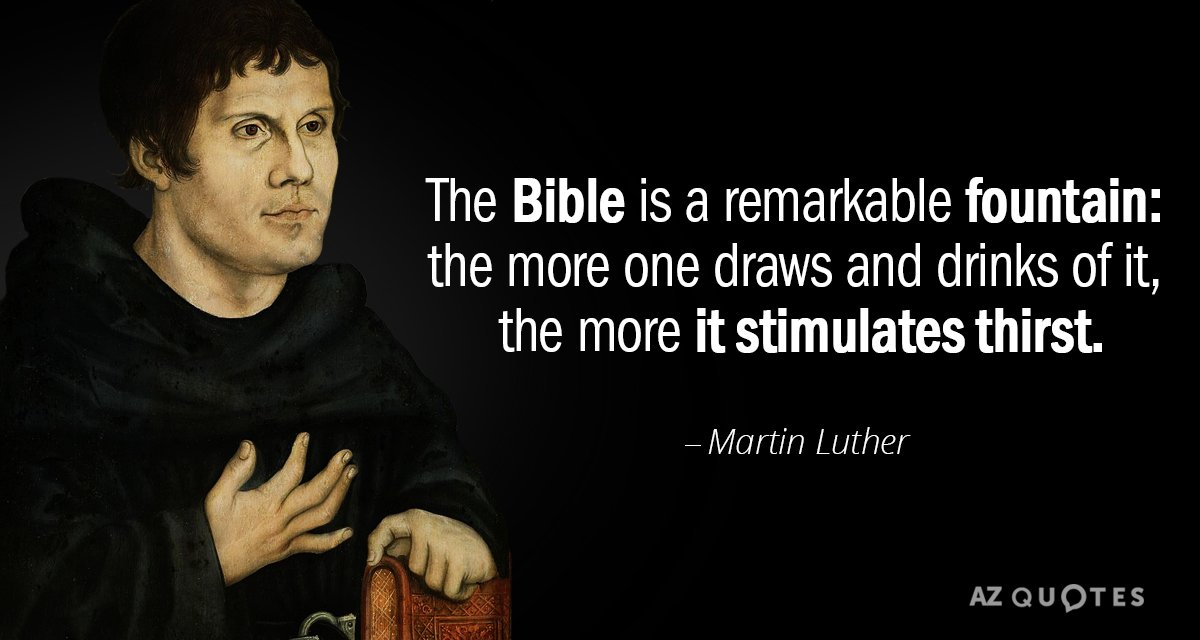 The Bible is a remarkable fountain:
the more one draws and drinks of it,
the more it stimulates thirst.
– Martin Luther
AZ QUOTES